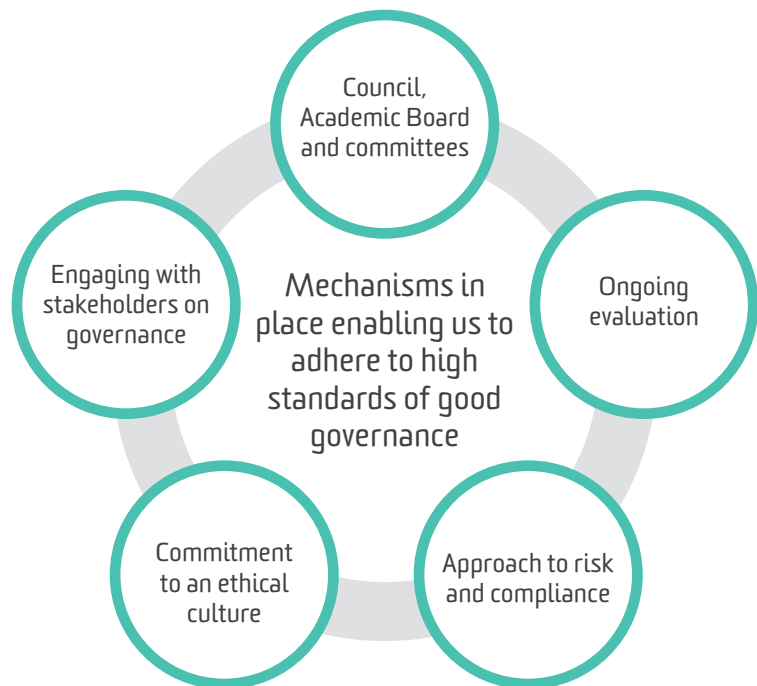 Council,
Academic Board
and committees
Engaging with
stakeholders on
governance
Mechanisms in
place enabling us to
adhere to high
standards of good
governance
Ongoing
evaluation
Commitment
to an ethical
culture
Approach to risk
and compliance